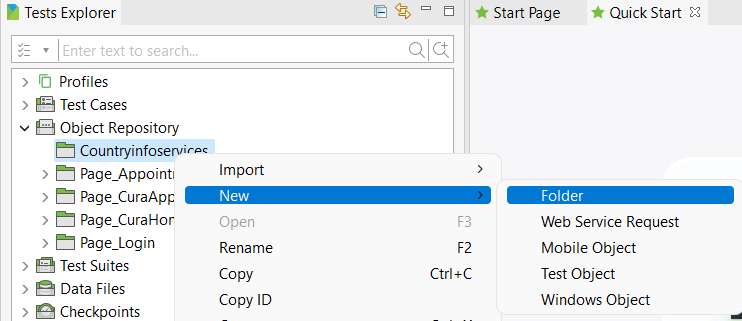 Tests Explorer
Start Page
Quick Start
Enter text to search...
Profiles
Test Cases
Object Repository
Countryinfoservices
Import
Page_Appoint
New
Folder
Page_CuraApp
Open F3
Web Service Request
Page_CuraHom
Rename F2
Mobile Object
Page_Login
Copy Ctrl+C
Test Object
Test Suites
Copy ID
Windows Object
Data Files
Checkpoints